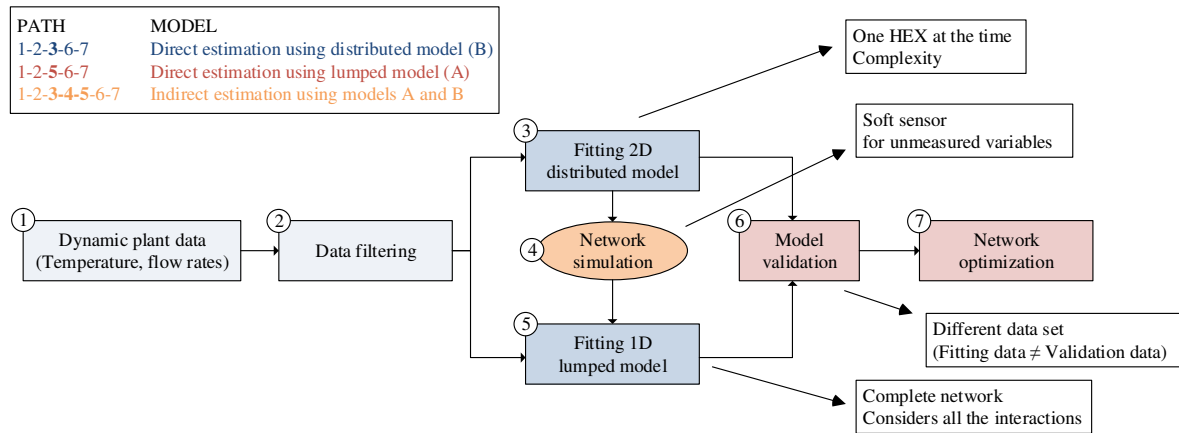 PATH MODEL
1-2-3-6-7 Direct estimation using distributed model (B)
1-2-5-6-7 Direct estimation using lumped model (A)
1-2-3-4-5-6-7 Indirect estimation using models A and B
One HEX at the time
Complexity
Soft sensor
for unmeasured variables
3
Fitting 2D
distributed model
1
Dynamic plant data
(Temperature, flow rates)
2
Data filtering
4
Network
simulation
6
Model
validation
7
Network
optimization
5
Fitting 1D
lumped model
Different data set
(Fitting data ≠ Validation data)
Complete network
Considers all the interactions